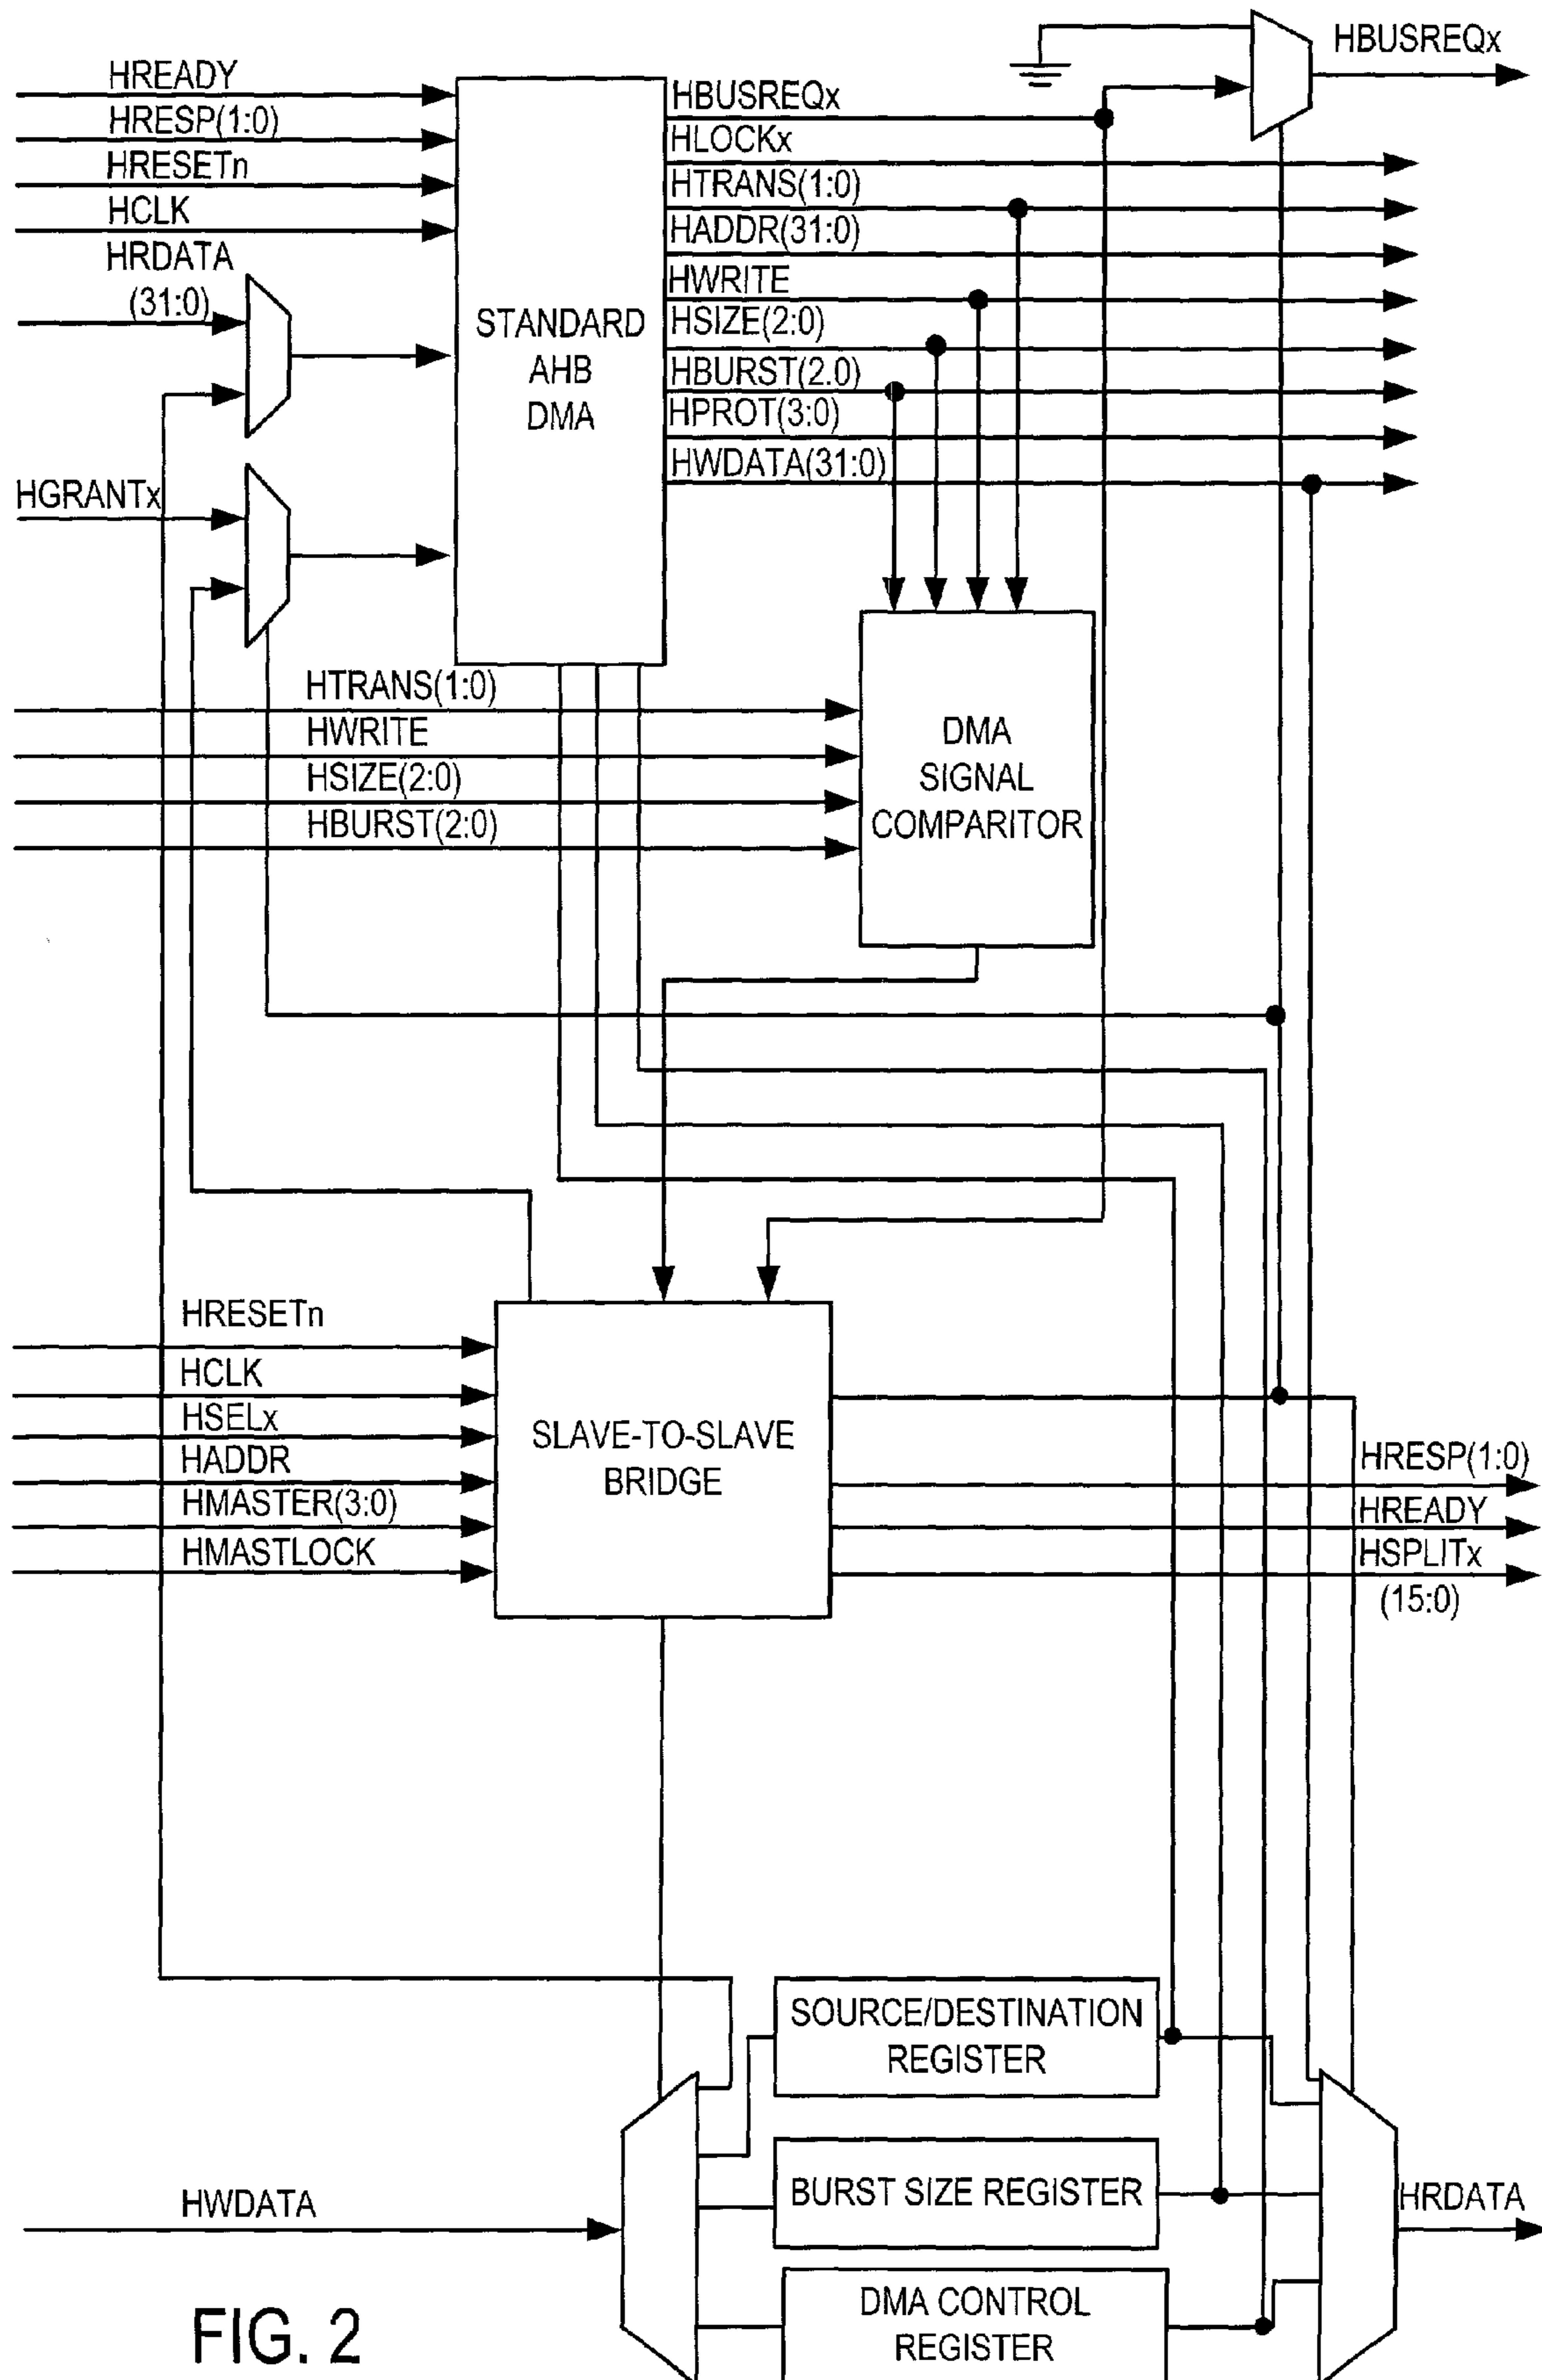 HBUSREQx
HREADY
HRESP(1:0)
HRESETn
HCLK
HRDATA
(31:0)
HGRANTx
STANDARD
AHB
DMA
HBUSREQx
HLOCKx
HTRANS(1:0)
HADDR(31:0)
HWRITE
HSIZE(2:0)
HBURST(2.0)
HPROT(3:0)
HWDATA(31:0)
HTRANS(1:0)
HWRITE
HSIZE(2:0)
HBURST(2:0)
DMA
SIGNAL
COMPARITOR
HRESETn
HCLK
HSELx
HADDR
HMASTER(3:0)
HMASTLOCK
SLAVE-TO-SLAVE
BRIDGE
HRESP(1:0)
HREADY
HSPLITx
(15:0)
SOURCE/DESTINATION
REGISTER
HWDATA
BURST SIZE REGISTER
HRDATA
DMA CONTROL
REGISTER
FIG. 2